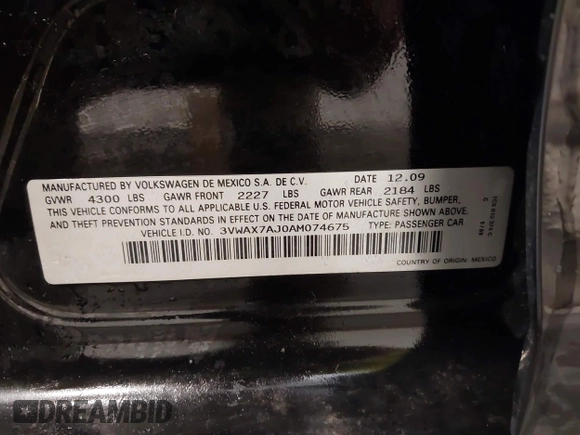 MANUFACTURED BY VOLKSWAGEN DE MEXICO S.A. DE C.V. DATE 12.09
GVWR 4300 LBS GAWR FRONT 2227 LBS GAWR REAR 2184 LBS
THIS VEHICLE CONFORMS TO ALL APPLICABLE U.S. FEDERAL MOTOR VEHICLE SAFETY, BUMPER,
AND THEFT PREVENTION STANDARDS IN EFFECT ON THE DATE OF MANUFACTURE SHOWN ABOVE.
VEHICLE I.D. NO. 3VWAX7AJ0AM074675 TYPE: PASSENGER CAR
COUNTRY OF ORIGIN: MEXICO
DREAMBID